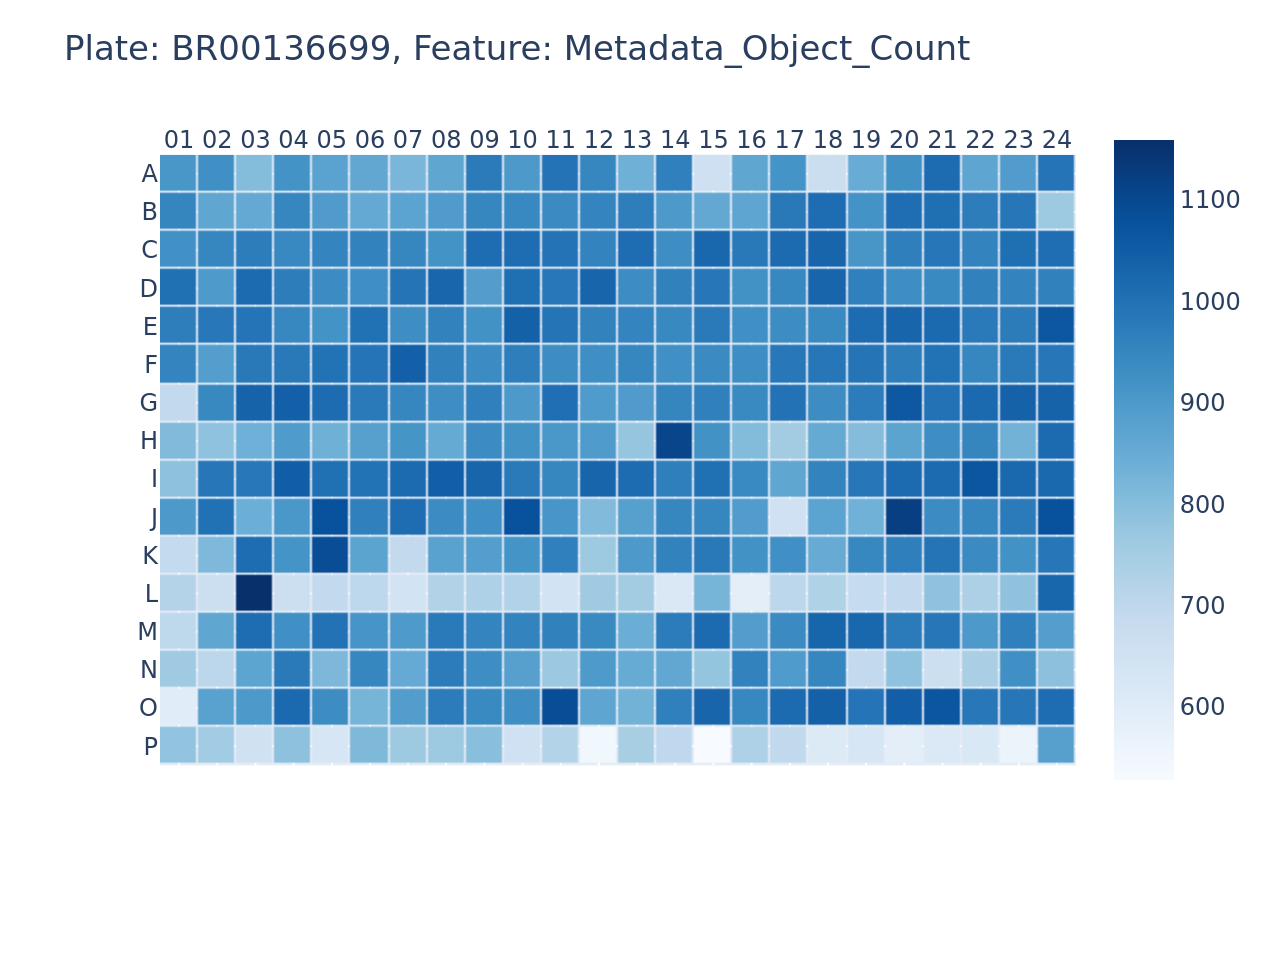 Plate: BR00136699, Feature: Metadata_Object_Count
01 02 03 04 05 06 07 08 09 10 11 12 13 14 15 16 17 18 19 20 21 22 23 24
A
B
C
D
E
F
G
H
I
J
K
L
M
N
O
P
1100
1000
900
800
700
600